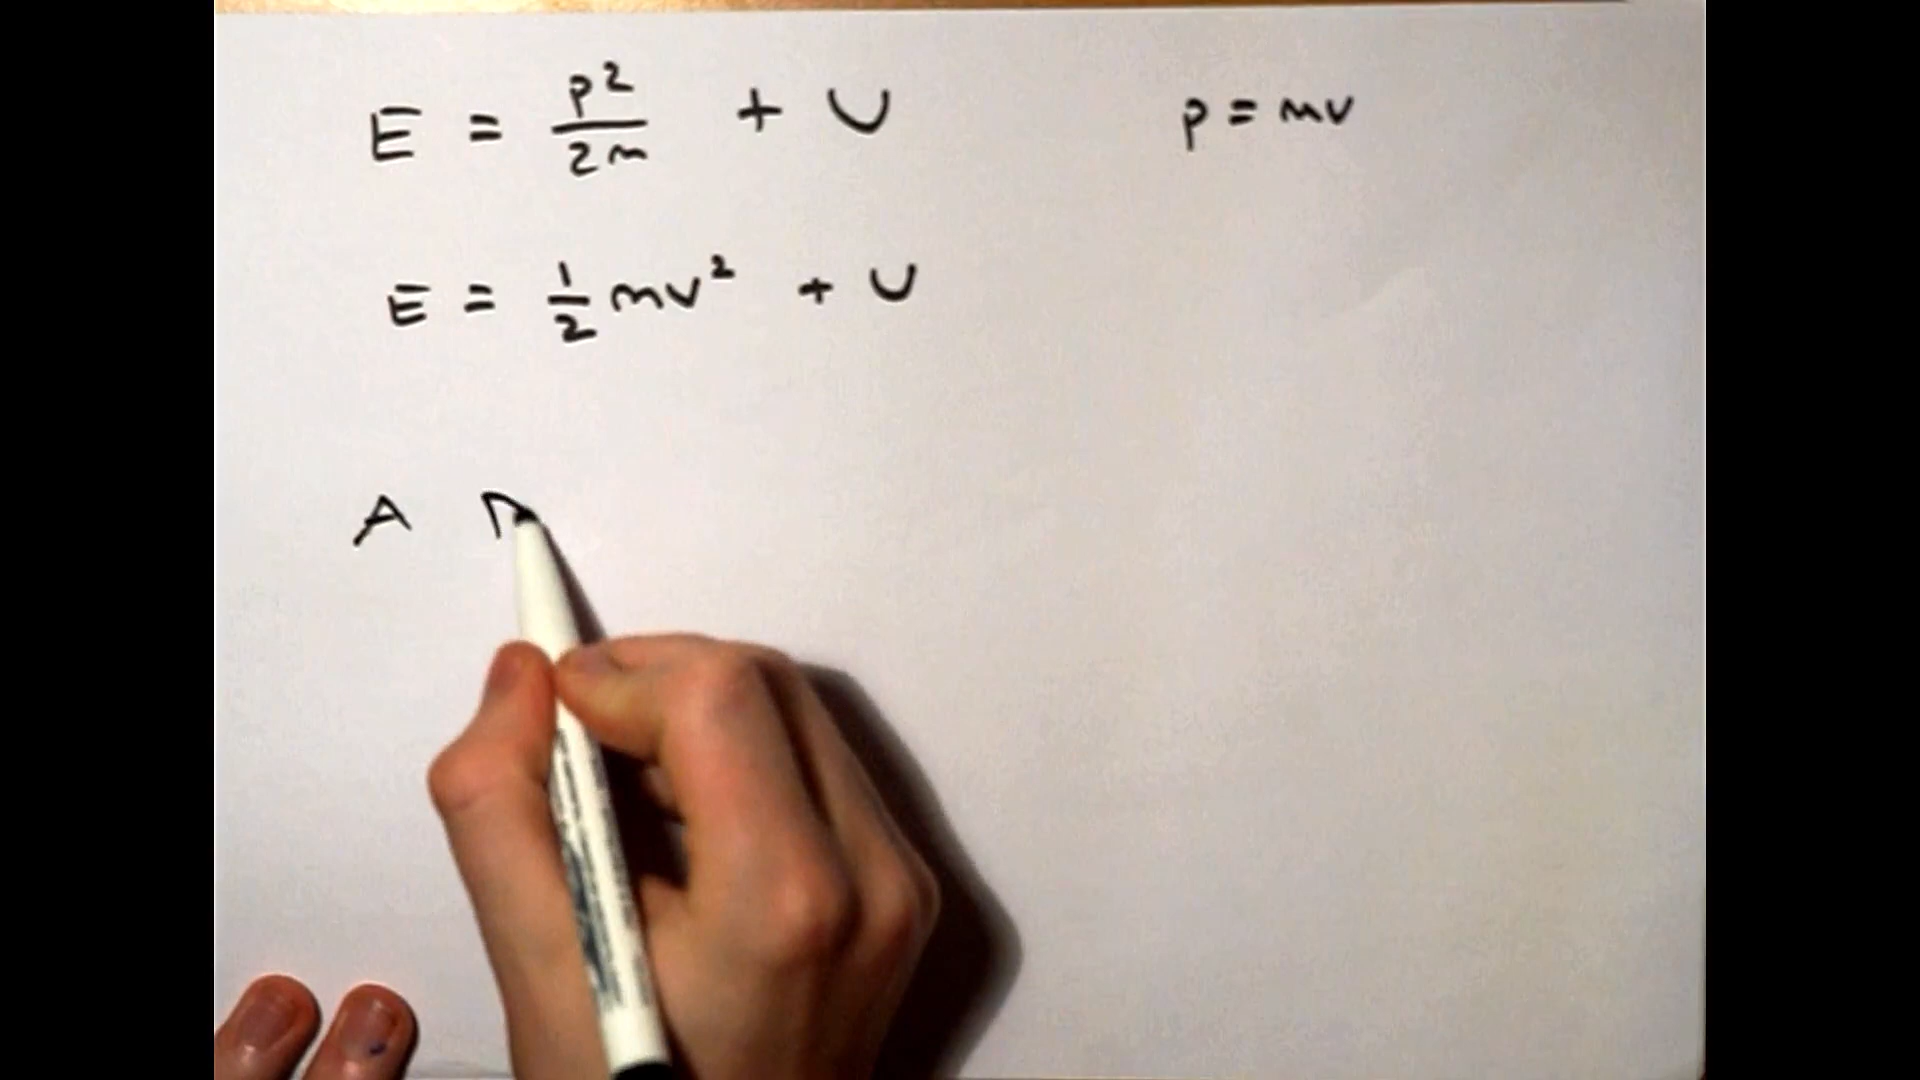 E = p²/2m + U
p = mv
E = ½mv² + U
A